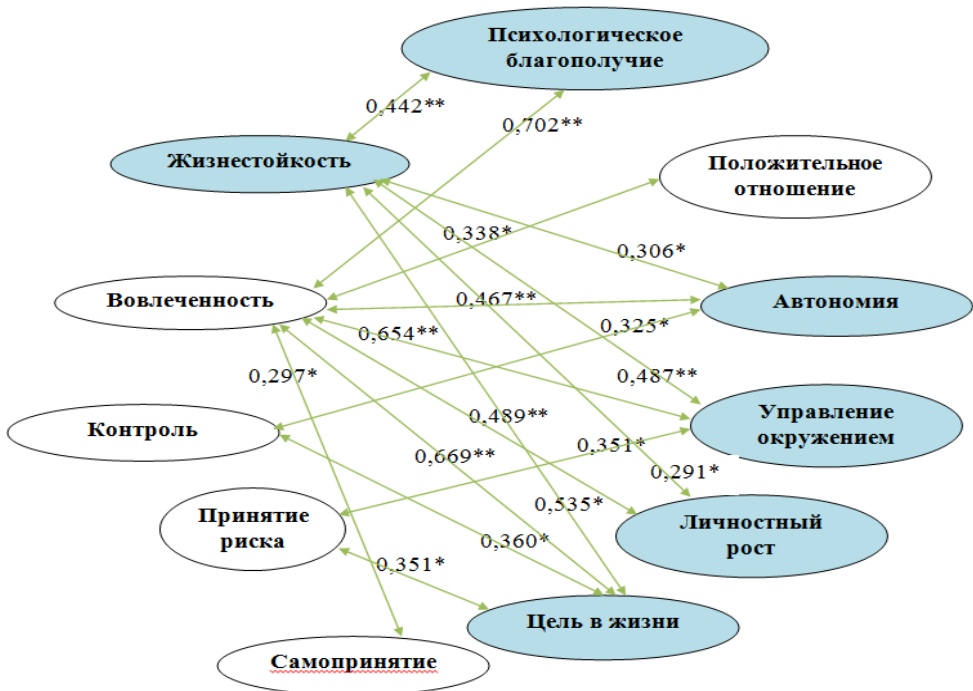 Психологическое
благополучие
0,442**
0,702**
Жизнестойкость
Положительное
отношение
0,338*
0,306*
Вовлеченность
0,467**
Автономия
0,654**
0,325*
0,297*
0,487**
Контроль
0,489**
Управление
окружением
0,669**
0,351*
0,291*
Принятие
риска
0,535*
Личностный
рост
0,360*
0,351*
Цель в жизни
Самопринятие